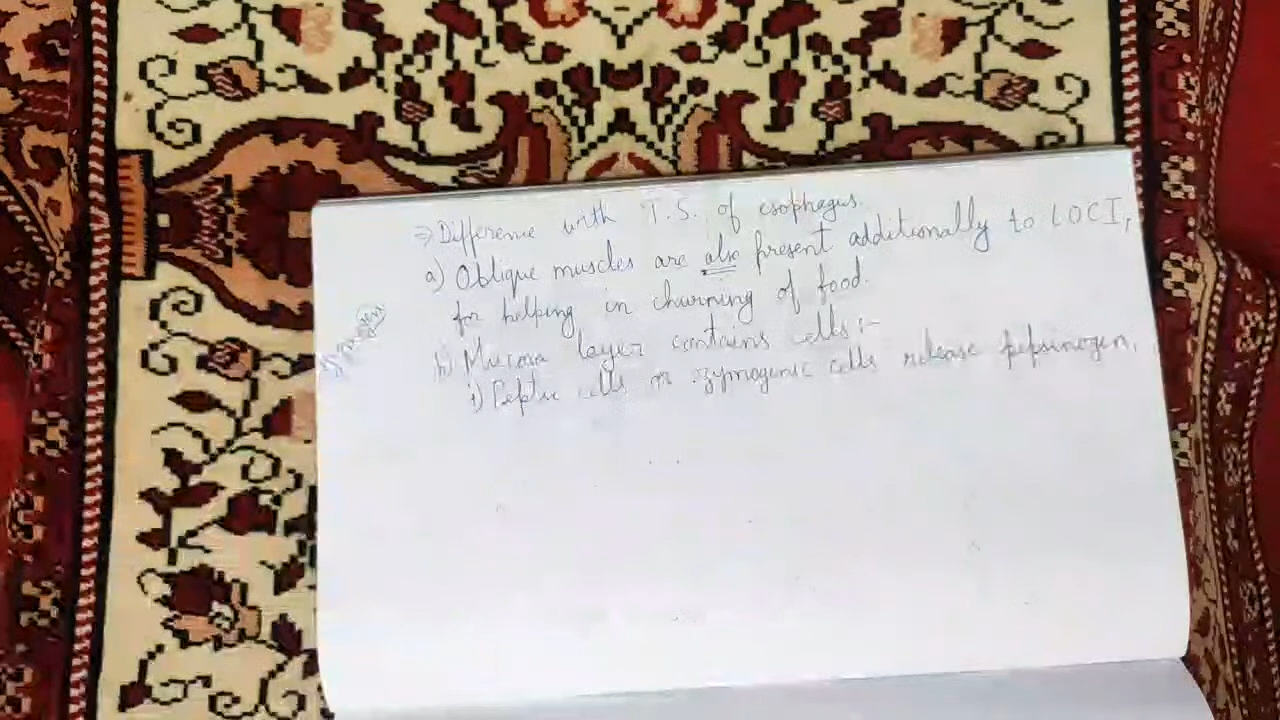 ⇒ Difference with T.S. of esophagus.
a) Oblique muscles are also present additionally to LOCI,
for helping in churning of food.
b) Mucosa layer contains cells :-
i) Peptic cells or zymogenic cells release pepsinogen,